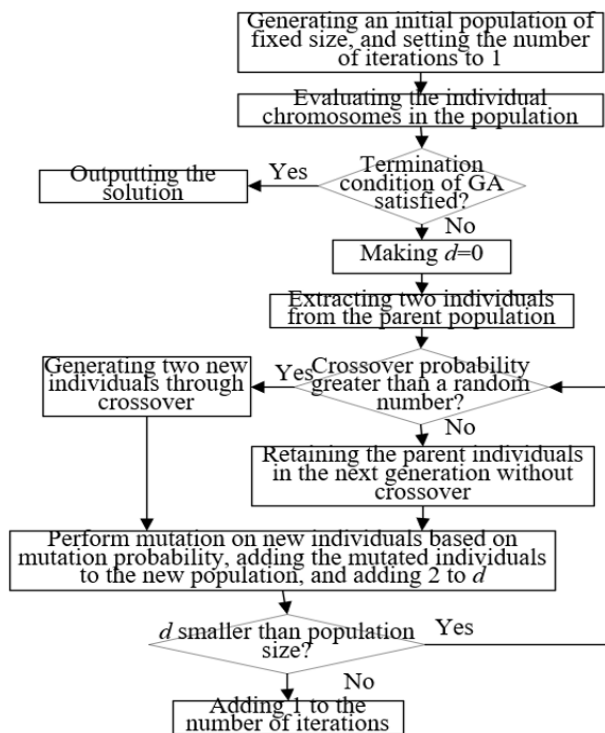 Generating an initial population of
fixed size, and setting the number
of iterations to 1
Evaluating the individual
chromosomes in the population
Termination
condition of GA
satisfied?
Yes
Outputting the
solution
No
Making d=0
Extracting two individuals
from the parent population
Crossover probability
greater than a random
number?
Yes
Generating two new
individuals through
crossover
No
Retaining the parent individuals
in the next generation without
crossover
Perform mutation on new individuals based on
mutation probability, adding the mutated individuals
to the new population, and adding 2 to d
d smaller than population
size?
Yes
No
Adding 1 to the
number of iterations